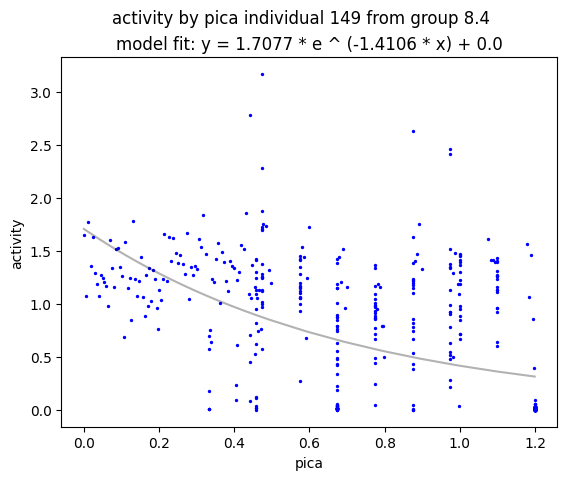 activity by pica individual 149 from group 8.4
model fit: y = 1.7077 * e ^ (-1.4106 * x) + 0.0
3.0
2.5
2.0
1.5
1.0
0.5
0.0
activity
0.0 0.2 0.4 0.6 0.8 1.0 1.2
pica